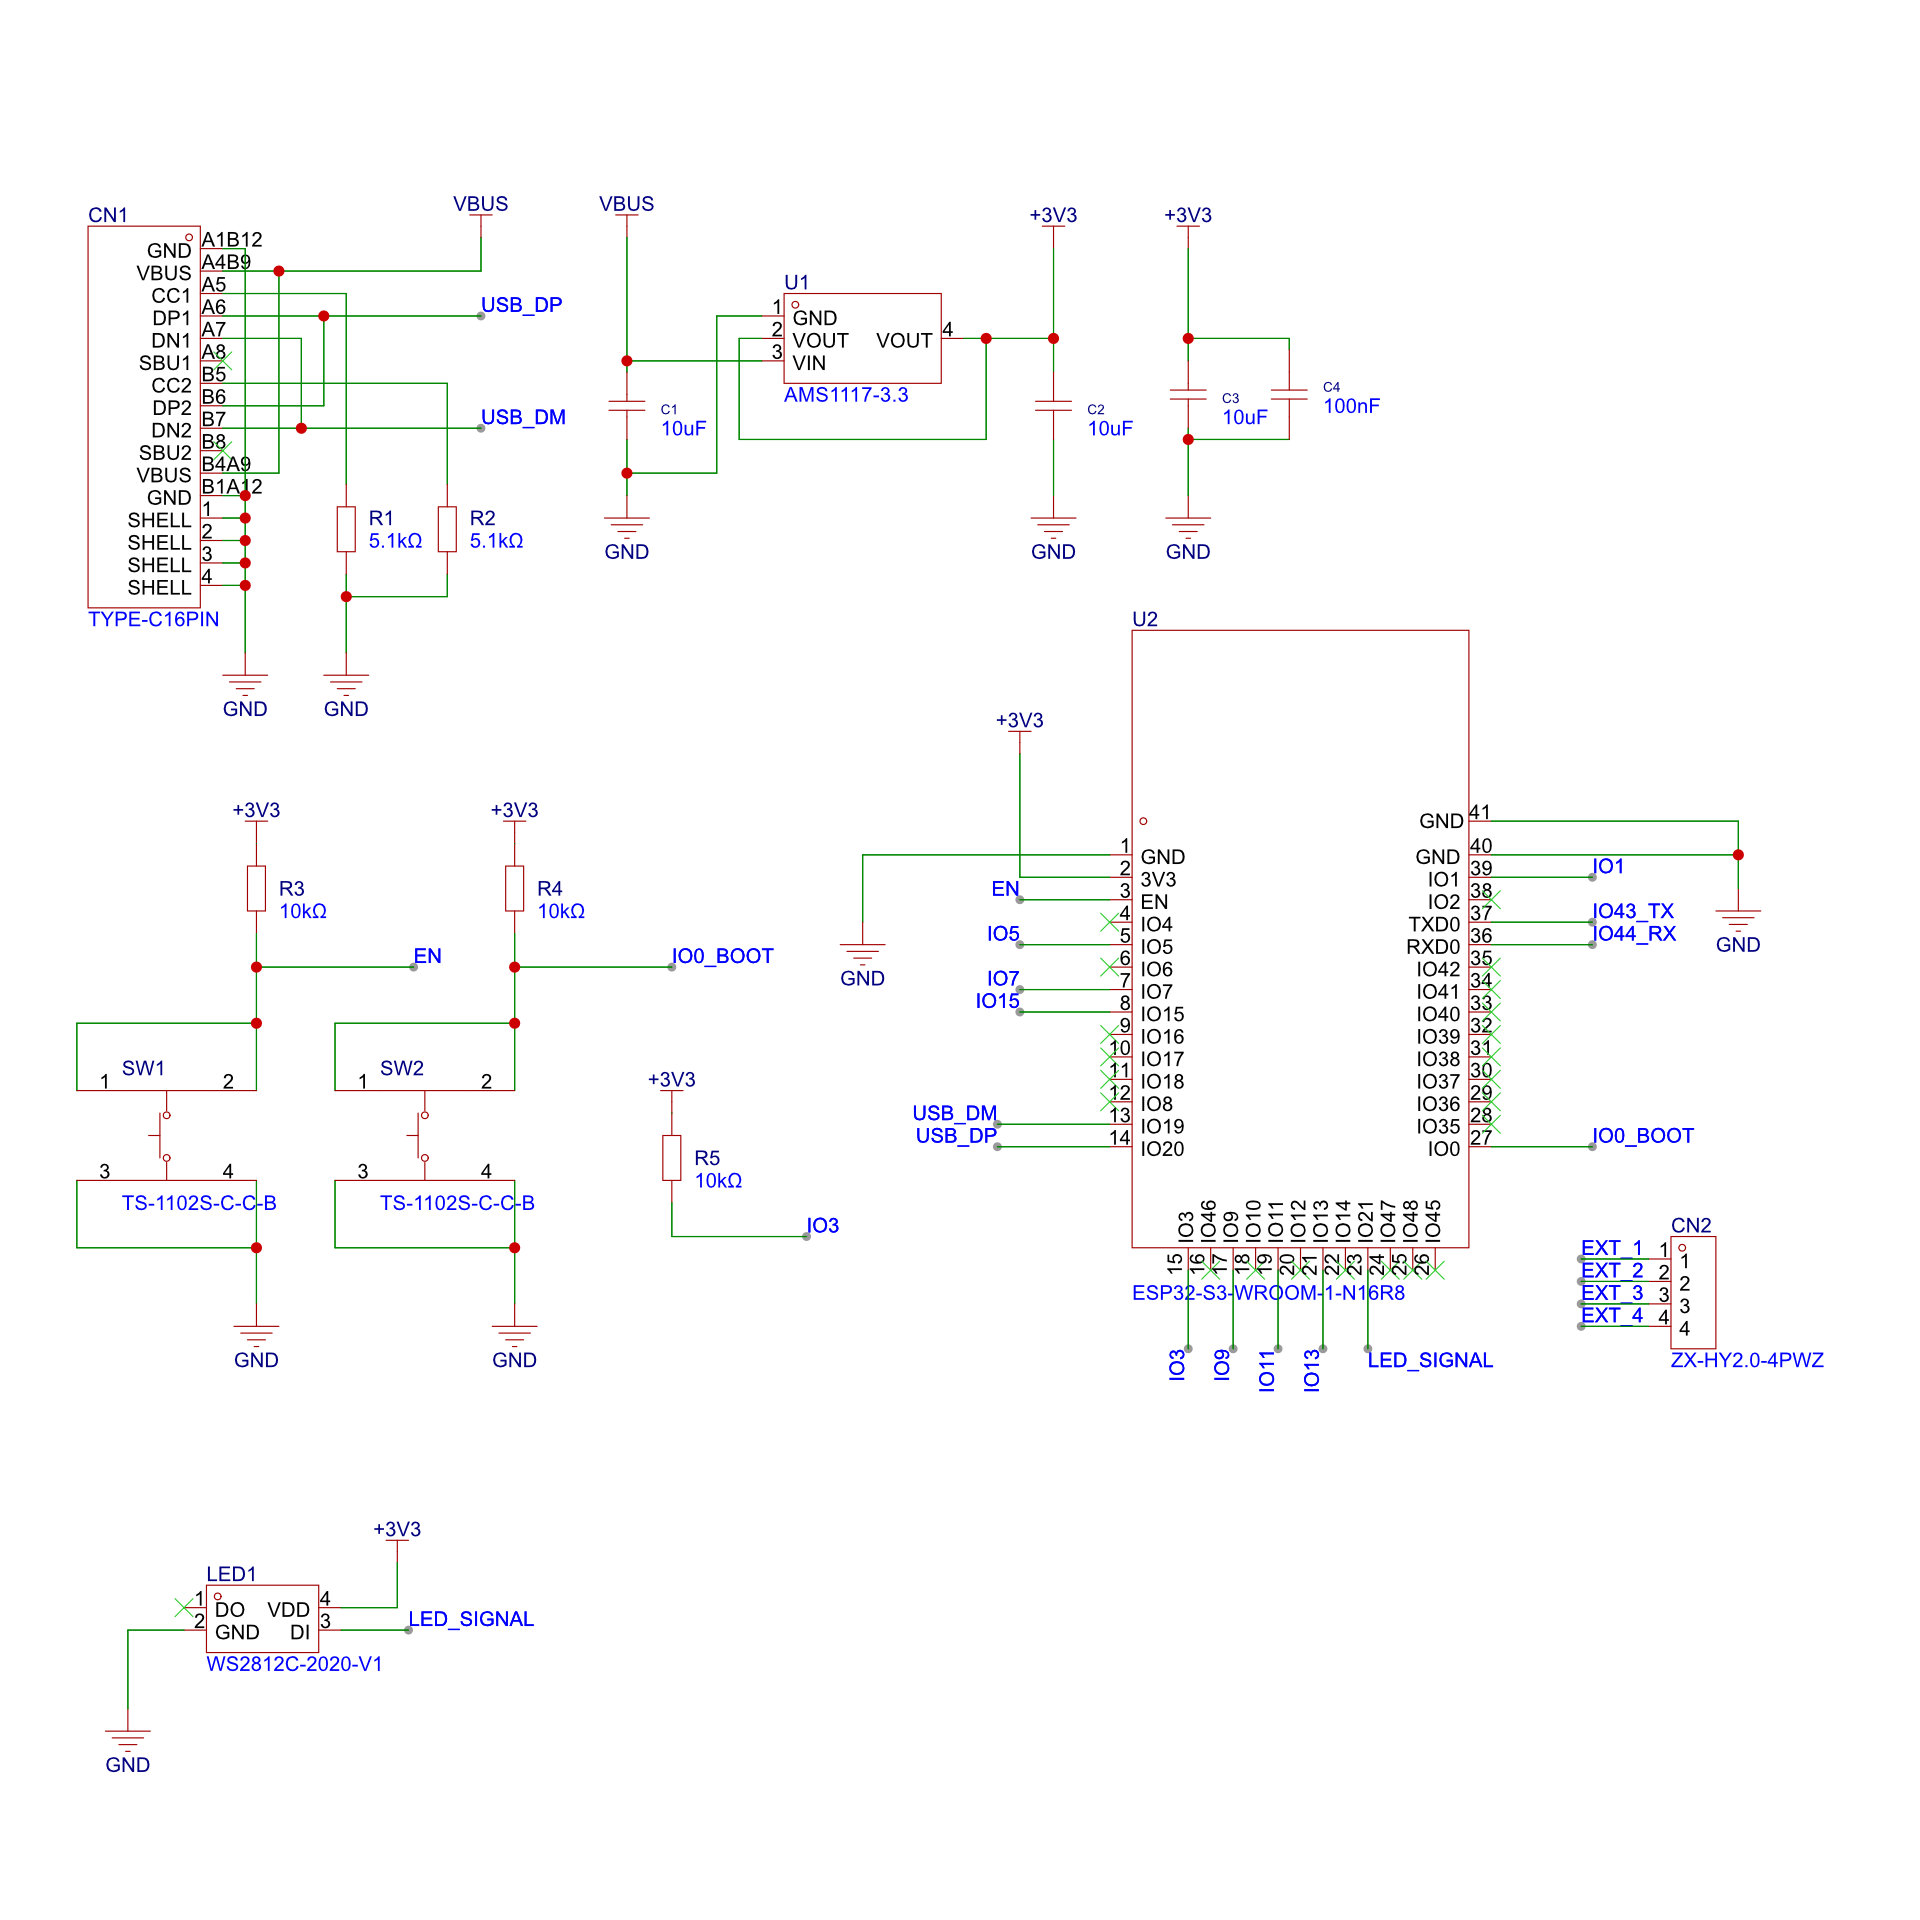 CN1
GND A1B12
VBUS A4B9
CC1 A5
DP1 A6
DN1 A7
SBU1 A8
CC2 B5
DP2 B6
DN2 B7
SBU2 B8
VBUS B4A9
GND B1A12
SHELL 1
SHELL 2
SHELL 3
SHELL 4
TYPE-C16PIN
VBUS
USB_DP
USB_DM
R1
5.1kΩ
R2
5.1kΩ
GND
GND
VBUS
U1
1 GND
2 VOUT
3 VIN
VOUT 4
AMS1117-3.3
C1
10uF
GND
+3V3
C2
10uF
GND
+3V3
C3
10uF
C4
100nF
GND
+3V3
R3
10kΩ
EN
SW1
1 2
3 4
TS-1102S-C-C-B
GND
+3V3
R4
10kΩ
IO0_BOOT
SW2
1 2
3 4
TS-1102S-C-C-B
GND
+3V3
R5
10kΩ
IO3
U2
+3V3
GND
1 GND
2 3V3
EN 3 EN
4 IO4
IO5 5 IO5
6 IO6
IO7 7 IO7
IO15 8 IO15
9 IO16
10 IO17
11 IO18
12 IO8
USB_DM 13 IO19
USB_DP 14 IO20
GND 41
GND 40
IO1 39 IO1
IO2 38
TXD0 37 IO43_TX
RXD0 36 IO44_RX
IO42 35
IO41 34
IO40 33
IO39 32
IO38 31
IO37 30
IO36 29
IO35 28
IO0 27 IO0_BOOT
GND
IO3 IO46 IO9 IO10 IO11 IO12 IO13 IO14 IO21 IO47 IO48 IO45
15 16 17 18 19 20 21 22 23 24 25 26
ESP32-S3-WROOM-1-N16R8
IO3 IO9 IO11 IO13 LED_SIGNAL
CN2
EXT_1 1 1
EXT_2 2 2
EXT_3 3 3
EXT_4 4 4
ZX-HY2.0-4PWZ
+3V3
LED1
1 DO VDD 4
2 GND DI 3
LED_SIGNAL
WS2812C-2020-V1
GND